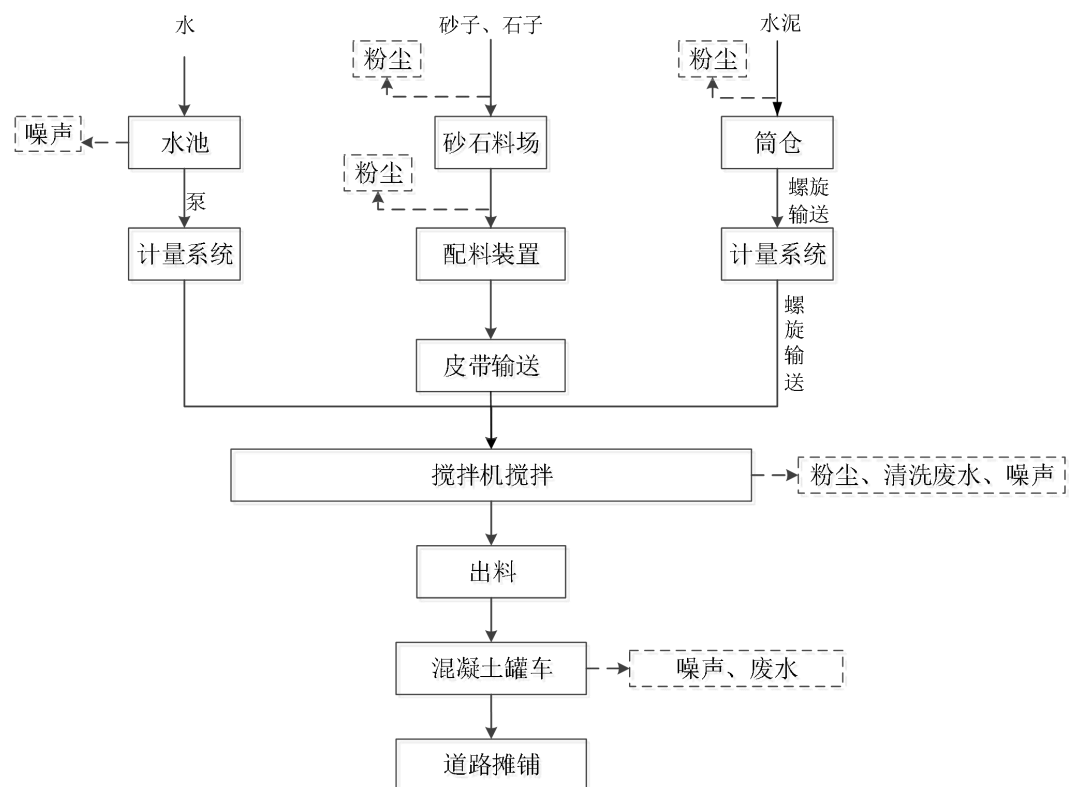 水
砂子、石子
水泥
粉尘
粉尘
噪声
水池
砂石料场
筒仓
粉尘
泵
螺旋
输送
计量系统
配料装置
计量系统
螺
旋
输
送
皮带输送
搅拌机搅拌
粉尘、清洗废水、噪声
出料
混凝土罐车
噪声、废水
道路摊铺